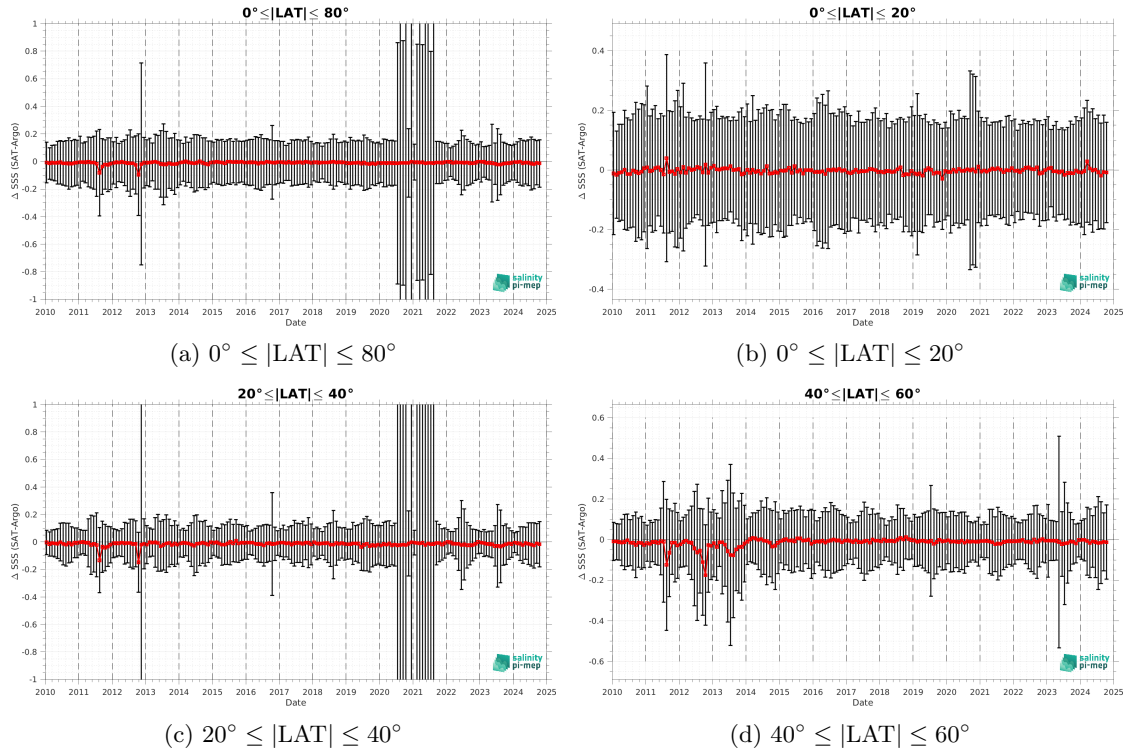 0°≤|LAT|≤ 80°
Δ SSS (SAT-Argo)
1
0.8
0.6
0.4
0.2
0
-0.2
-0.4
-0.6
-0.8
-1
2010 2011 2012 2013 2014 2015 2016 2017 2018 2019 2020 2021 2022 2023 2024 2025
Date
salinity
pi-mep
(a) 0° ≤ |LAT| ≤ 80°
0°≤|LAT|≤ 20°
Δ SSS (SAT-Argo)
0.4
0.2
0
-0.2
-0.4
2010 2011 2012 2013 2014 2015 2016 2017 2018 2019 2020 2021 2022 2023 2024 2025
Date
salinity
pi-mep
(b) 0° ≤ |LAT| ≤ 20°
20°≤|LAT|≤ 40°
Δ SSS (SAT-Argo)
1
0.8
0.6
0.4
0.2
0
-0.2
-0.4
-0.6
-0.8
-1
2010 2011 2012 2013 2014 2015 2016 2017 2018 2019 2020 2021 2022 2023 2024 2025
Date
salinity
pi-mep
(c) 20° ≤ |LAT| ≤ 40°
40°≤|LAT|≤ 60°
Δ SSS (SAT-Argo)
0.6
0.4
0.2
0
-0.2
-0.4
-0.6
2010 2011 2012 2013 2014 2015 2016 2017 2018 2019 2020 2021 2022 2023 2024 2025
Date
salinity
pi-mep
(d) 40° ≤ |LAT| ≤ 60°